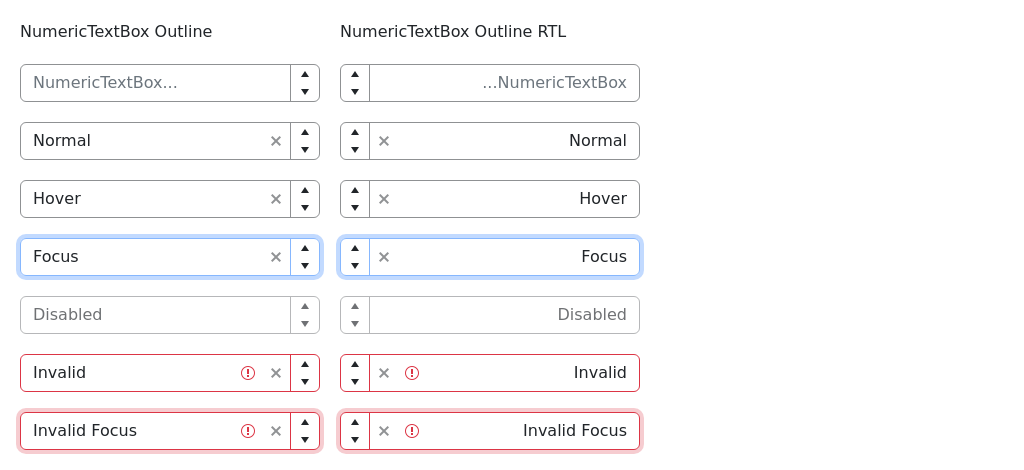 NumericTextBox Outline
NumericTextBox Outline RTL
NumericTextBox...
...NumericTextBox
Normal
Normal
Hover
Hover
Focus
Focus
Disabled
Disabled
Invalid
Invalid
Invalid Focus
Invalid Focus